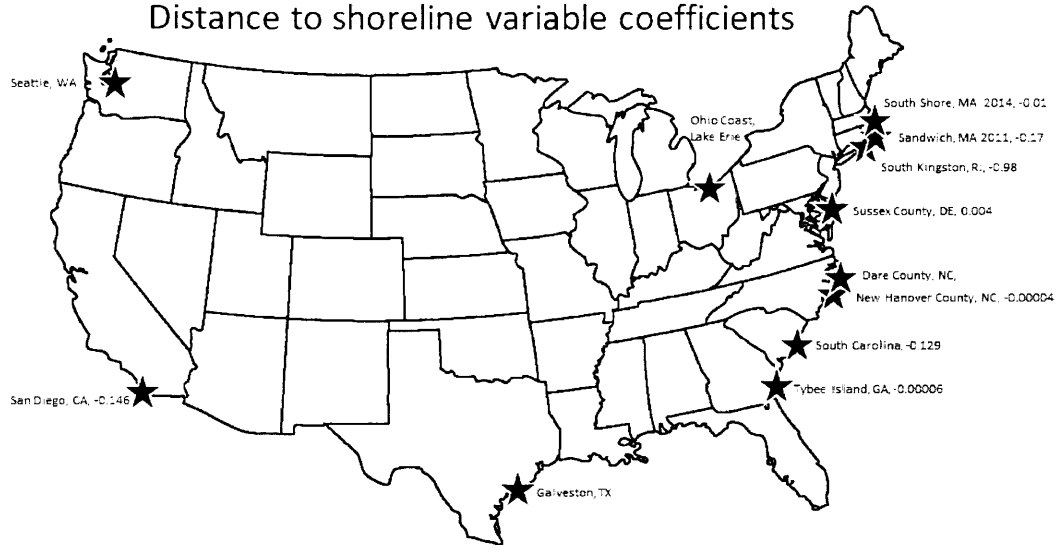 Distance to shoreline variable coefficients
Seattle, WA
South Shore, MA 2014, -0.01
Ohio Coast,
Lake Erie
Sandwich, MA 2011, -0.17
South Kingston, RI, -0.98
Sussex County, DE, 0.004
Dare County, NC,
New Hanover County, NC, -0.00004
South Carolina, -0.129
Tybee Island, GA, -0.00006
San Diego, CA, -0.146
Galveston, TX